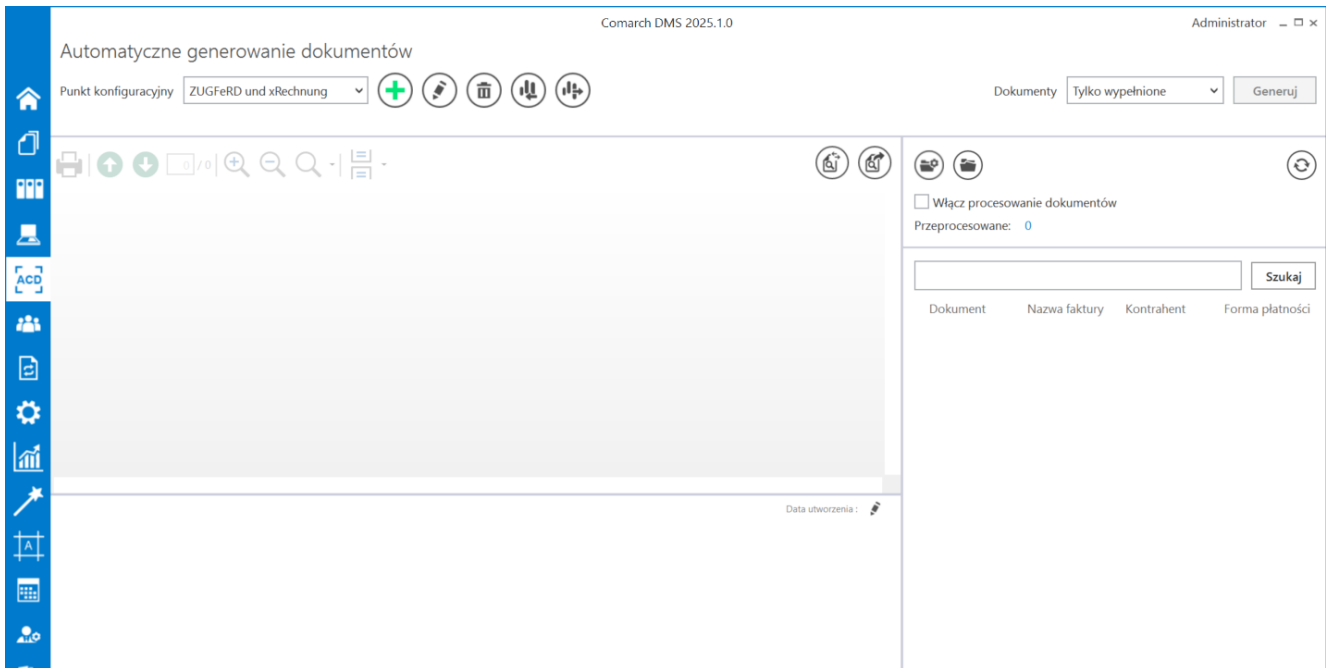 Comarch DMS 2025.1.0
Administrator
Automatyczne generowanie dokumentów
Punkt konfiguracyjny ZUGFeRD und xRechnung
Dokumenty Tylko wypełnione Generuj
0 / 0
Włącz procesowanie dokumentów
Przeprocesowane: 0
ACD
Szukaj
Dokument Nazwa faktury Kontrahent Forma płatności
Data utworzenia :
A